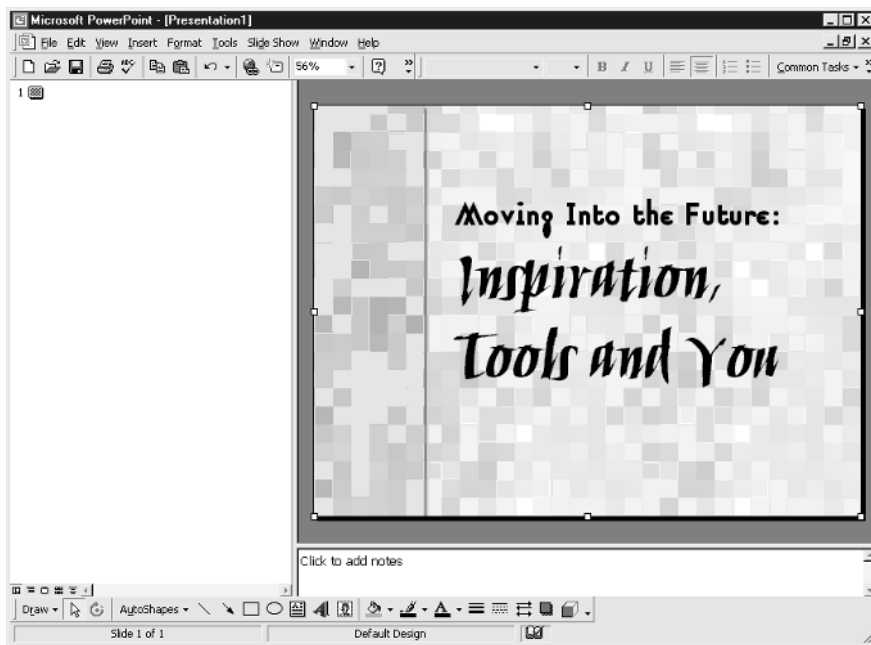 Microsoft PowerPoint - [Presentation1]
File Edit View Insert Format Tools Slide Show Window Help
56% B I U Common Tasks
1
Moving Into the Future:
Inspiration,
Tools and You
Click to add notes
Draw AutoShapes A
Slide 1 of 1 Default Design